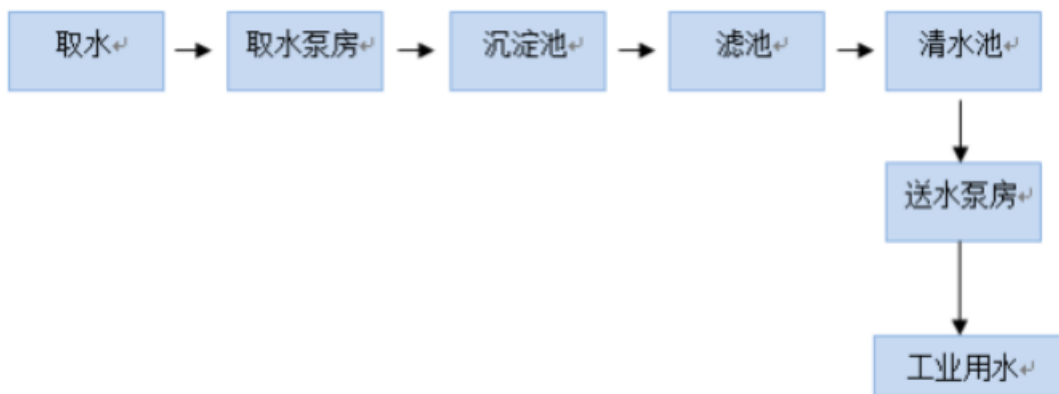 取水
取水泵房
沉淀池
滤池
清水池
送水泵房
工业用水